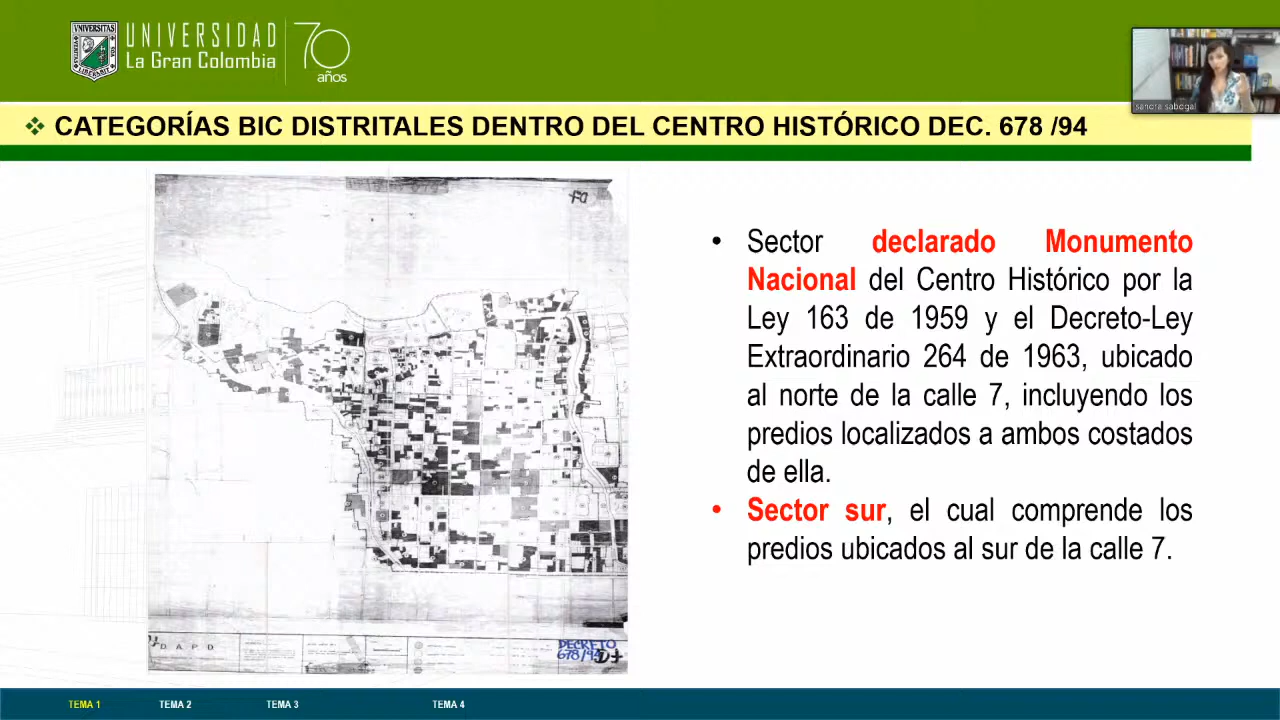 UNIVERSITAS
UNIVERSIDAD
La Gran Colombia
70
años
sandra sabogal
❖ CATEGORÍAS BIC DISTRITALES DENTRO DEL CENTRO HISTÓRICO DEC. 678 /94
• Sector declarado Monumento
Nacional del Centro Histórico por la
Ley 163 de 1959 y el Decreto-Ley
Extraordinario 264 de 1963, ubicado
al norte de la calle 7, incluyendo los
predios localizados a ambos costados
de ella.
• Sector sur, el cual comprende los
predios ubicados al sur de la calle 7.
D A P D
DECRETO
678/94
TEMA 1
TEMA 2
TEMA 3
TEMA 4